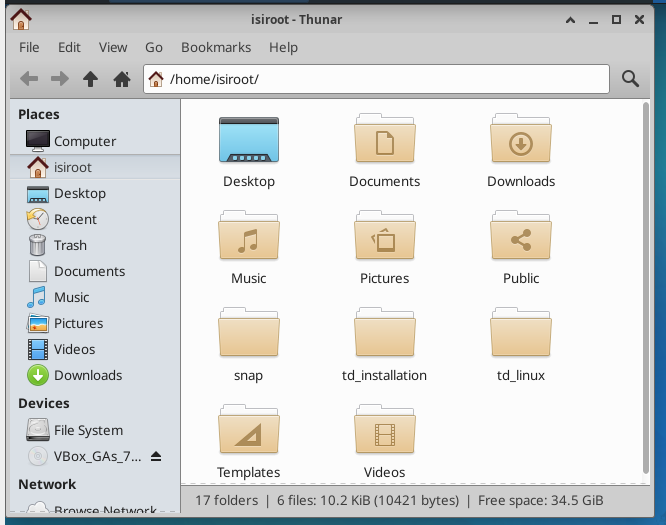 isiroot - Thunar
File Edit View Go Bookmarks Help
/home/isiroot/
Places
Computer
isiroot
Desktop
Recent
Trash
Documents
Music
Pictures
Videos
Downloads
Devices
File System
VBox_GAs_7...
Network
Browse Network
Desktop Documents Downloads
Music Pictures Public
snap td_installation td_linux
Templates Videos
17 folders | 6 files: 10.2 KiB (10421 bytes) | Free space: 34.5 GiB